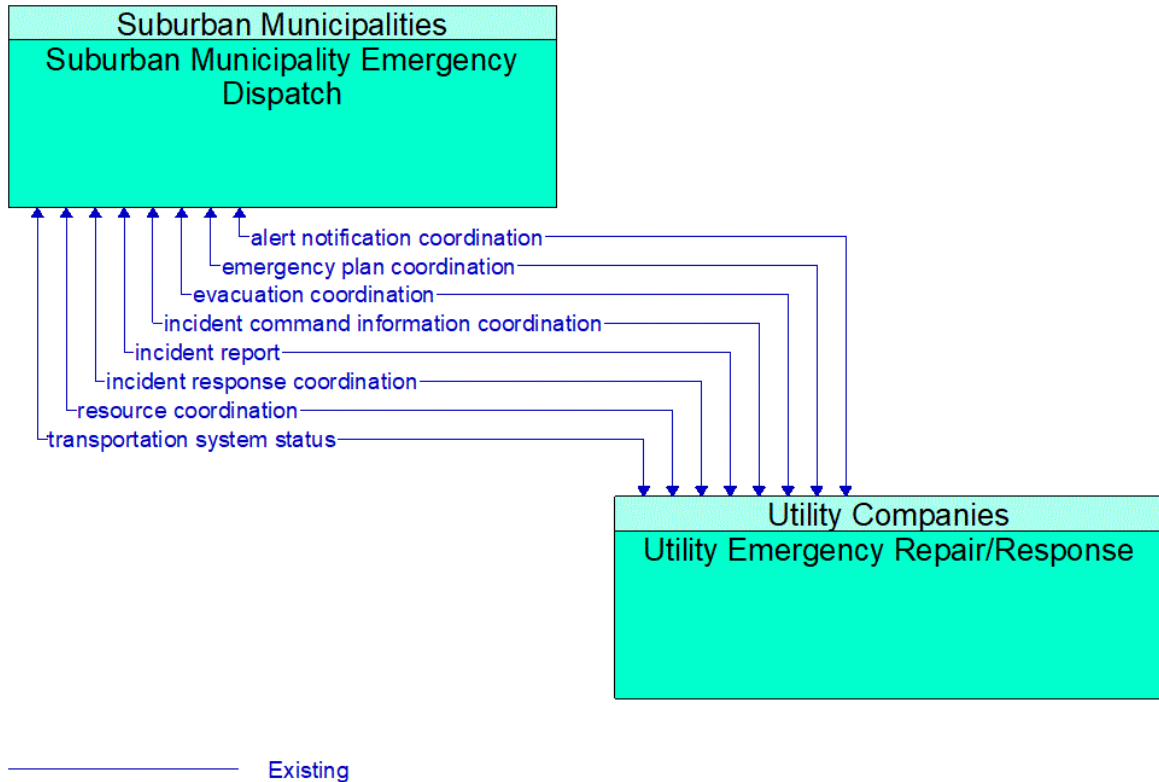 Suburban Municipalities
Suburban Municipality Emergency
Dispatch
alert notification coordination
emergency plan coordination
evacuation coordination
incident command information coordination
incident report
incident response coordination
resource coordination
transportation system status
Utility Companies
Utility Emergency Repair/Response
Existing